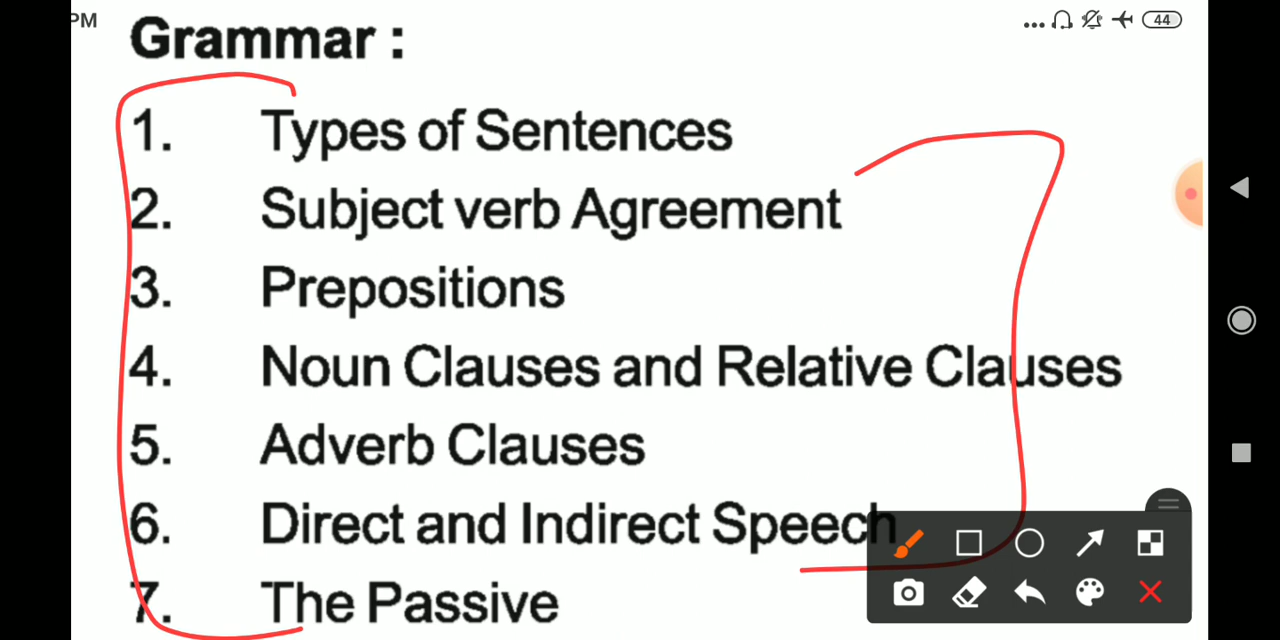 PM
... 44
Grammar :
1. Types of Sentences
2. Subject verb Agreement
3. Prepositions
4. Noun Clauses and Relative Clauses
5. Adverb Clauses
6. Direct and Indirect Speech
7. The Passive